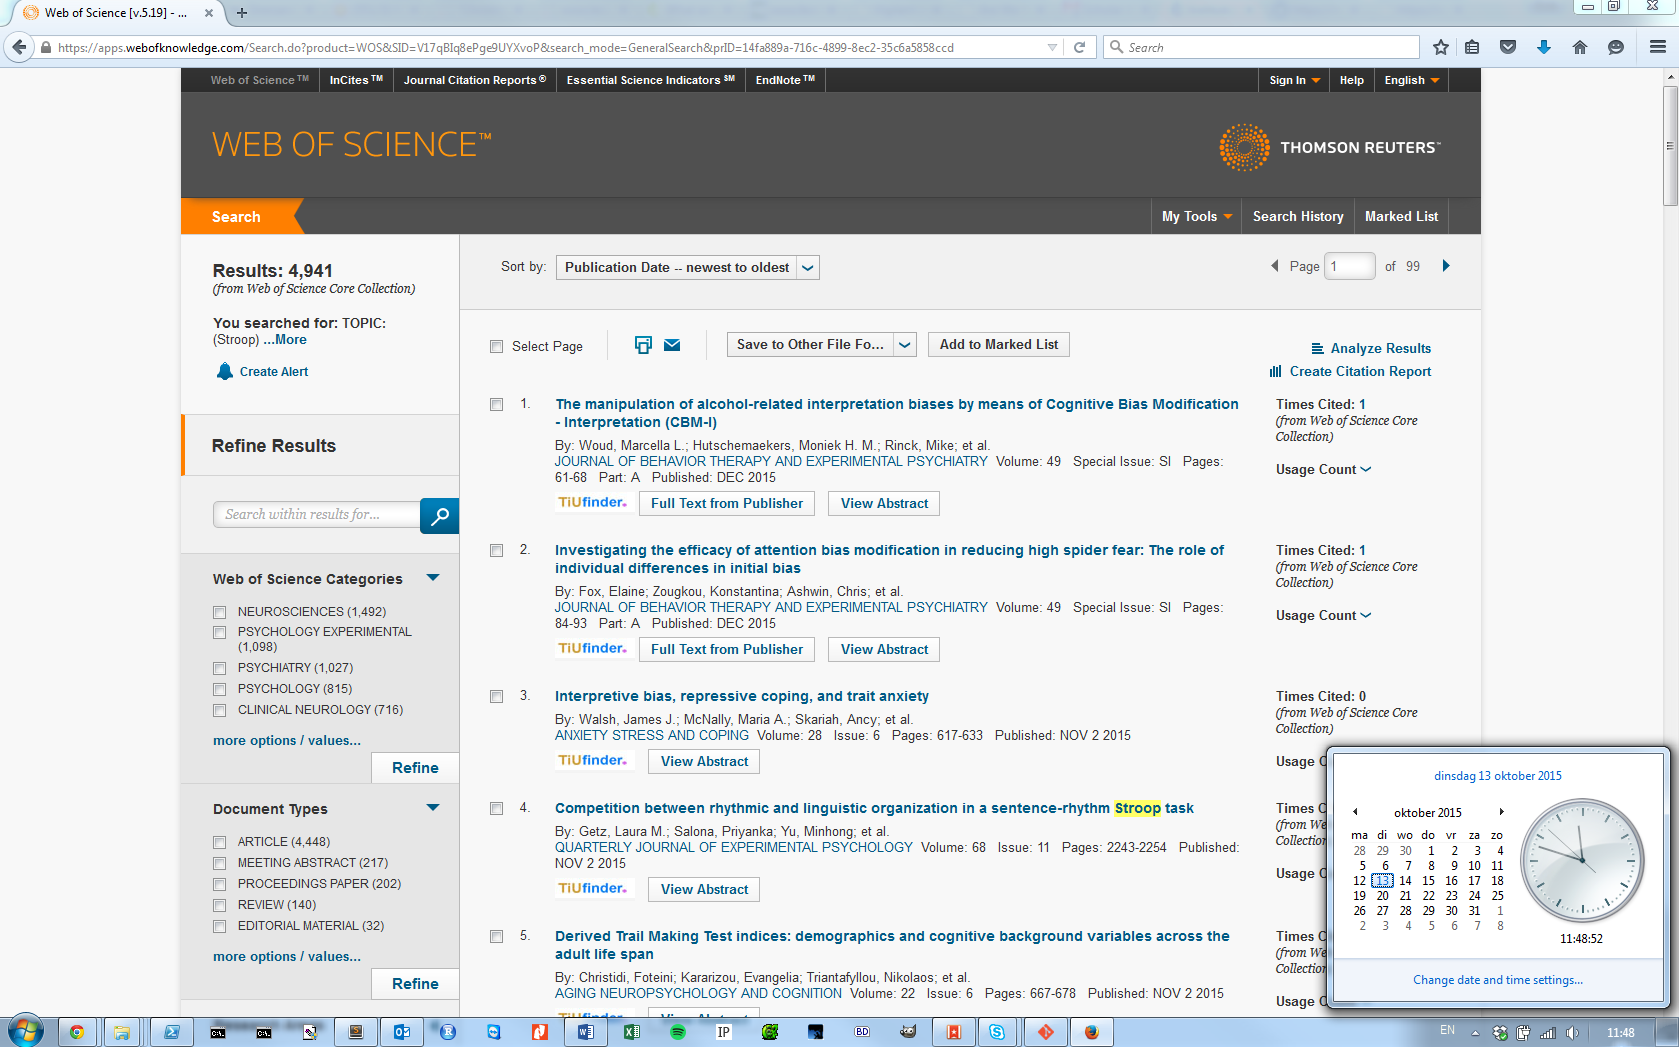 Web of Science [v.5.19] - ...
https://apps.webofknowledge.com/Search.do?product=WOS&SID=V17qBIq8ePge9UYXvoP&search_mode=GeneralSearch&prID=14fa889a-716c-4899-8ec2-35c6a5858ccd
Search
Web of Science™ InCites™ Journal Citation Reports® Essential Science Indicators℠ EndNote™
Sign In Help English
WEB OF SCIENCE™
THOMSON REUTERS™
Search
My Tools Search History Marked List
Results: 4,941
(from Web of Science Core Collection)
You searched for: TOPIC:
(Stroop) ...More
Create Alert
Refine Results
Search within results for...
Web of Science Categories
NEUROSCIENCES (1,492)
PSYCHOLOGY EXPERIMENTAL
(1,098)
PSYCHIATRY (1,027)
PSYCHOLOGY (815)
CLINICAL NEUROLOGY (716)
more options / values...
Refine
Document Types
ARTICLE (4,448)
MEETING ABSTRACT (217)
PROCEEDINGS PAPER (202)
REVIEW (140)
EDITORIAL MATERIAL (32)
more options / values...
Refine
Sort by: Publication Date -- newest to oldest
Page 1 of 99
Select Page
Save to Other File Fo...
Add to Marked List
Analyze Results
Create Citation Report
1. The manipulation of alcohol-related interpretation biases by means of Cognitive Bias Modification
- Interpretation (CBM-I)
By: Woud, Marcella L.; Hutschemaekers, Moniek H. M.; Rinck, Mike; et al.
JOURNAL OF BEHAVIOR THERAPY AND EXPERIMENTAL PSYCHIATRY Volume: 49 Special Issue: SI Pages:
61-68 Part: A Published: DEC 2015
TiUfinder. Full Text from Publisher View Abstract
Times Cited: 1
(from Web of Science Core
Collection)
Usage Count
2. Investigating the efficacy of attention bias modification in reducing high spider fear: The role of
individual differences in initial bias
By: Fox, Elaine; Zougkou, Konstantina; Ashwin, Chris; et al.
JOURNAL OF BEHAVIOR THERAPY AND EXPERIMENTAL PSYCHIATRY Volume: 49 Special Issue: SI Pages:
84-93 Part: A Published: DEC 2015
TiUfinder. Full Text from Publisher View Abstract
Times Cited: 1
(from Web of Science Core
Collection)
Usage Count
3. Interpretive bias, repressive coping, and trait anxiety
By: Walsh, James J.; McNally, Maria A.; Skariah, Ancy; et al.
ANXIETY STRESS AND COPING Volume: 28 Issue: 6 Pages: 617-633 Published: NOV 2 2015
TiUfinder. View Abstract
Times Cited: 0
(from Web of Science Core
Collection)
Usage C
4. Competition between rhythmic and linguistic organization in a sentence-rhythm Stroop task
By: Getz, Laura M.; Salona, Priyanka; Yu, Minhong; et al.
QUARTERLY JOURNAL OF EXPERIMENTAL PSYCHOLOGY Volume: 68 Issue: 11 Pages: 2243-2254 Published:
NOV 2 2015
TiUfinder. View Abstract
Times C
(from We
Collection
Usage C
5. Derived Trail Making Test indices: demographics and cognitive background variables across the
adult life span
By: Christidi, Foteini; Kararizou, Evangelia; Triantafyllou, Nikolaos; et al.
AGING NEUROPSYCHOLOGY AND COGNITION Volume: 22 Issue: 6 Pages: 667-678 Published: NOV 2 2015
TiUfinder. View Abstract
Times C
(from We
Collection
Usage C
dinsdag 13 oktober 2015
oktober 2015
ma di wo do vr za zo
28 29 30 1 2 3 4
5 6 7 8 9 10 11
12 13 14 15 16 17 18
19 20 21 22 23 24 25
26 27 28 29 30 31 1
2 3 4 5 6 7 8
11:48:52
Change date and time settings...
IP
BD
EN
11:48